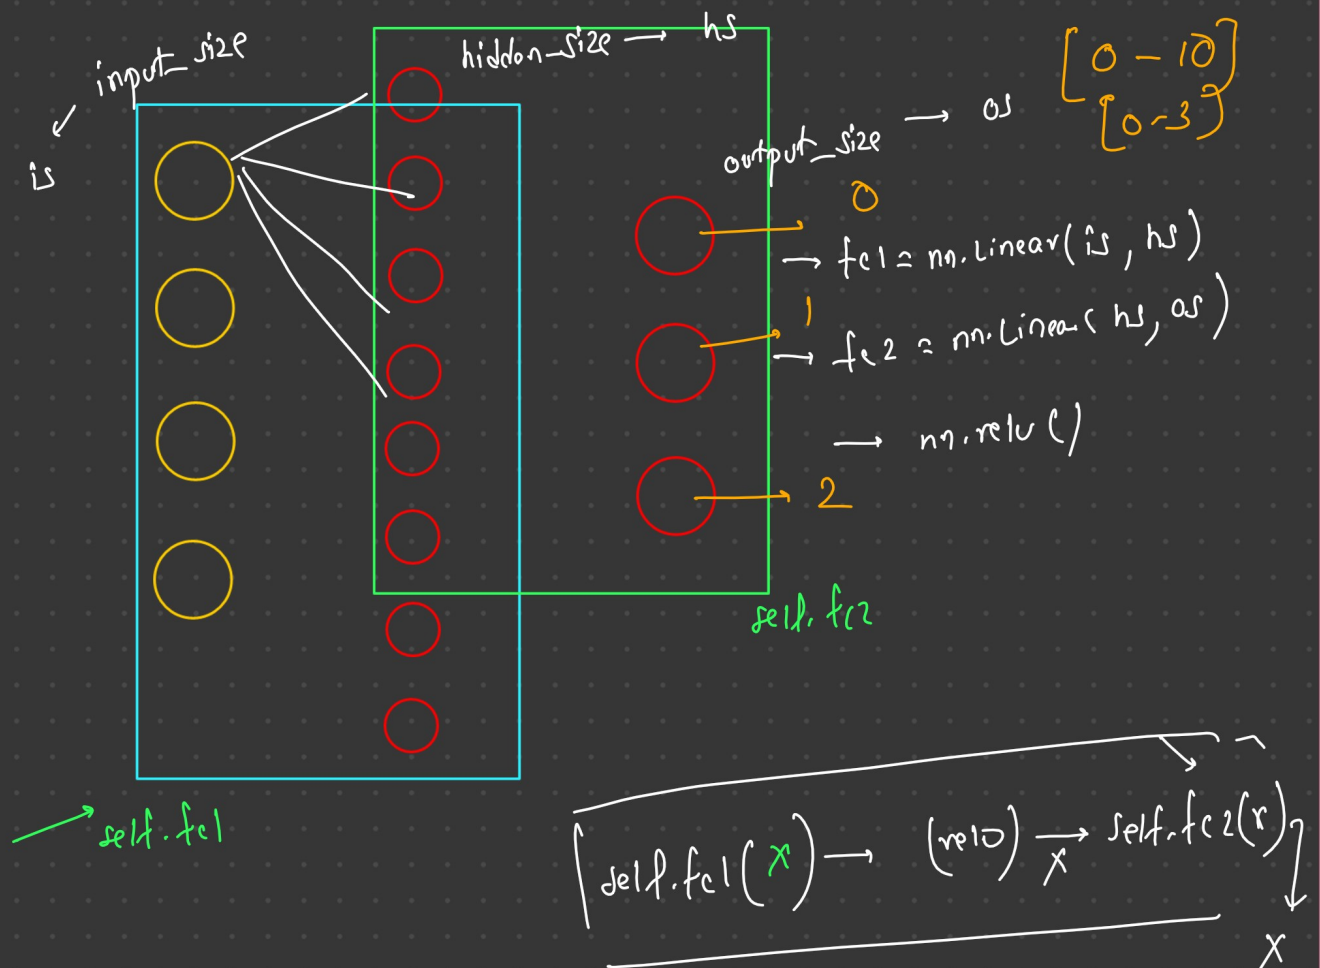 input_size
is
hiddon_size → hs
output_size → os
[0 - 10]
[0-3]
0
→ fc1 = nn.Linear(is, hs)
1
→ fc2 = nn.Linear(hs, os)
→ nn.relu()
2
self.fc2
self.fc1
self.fc1(x) → (relu) → self.fc2(x)
x
x